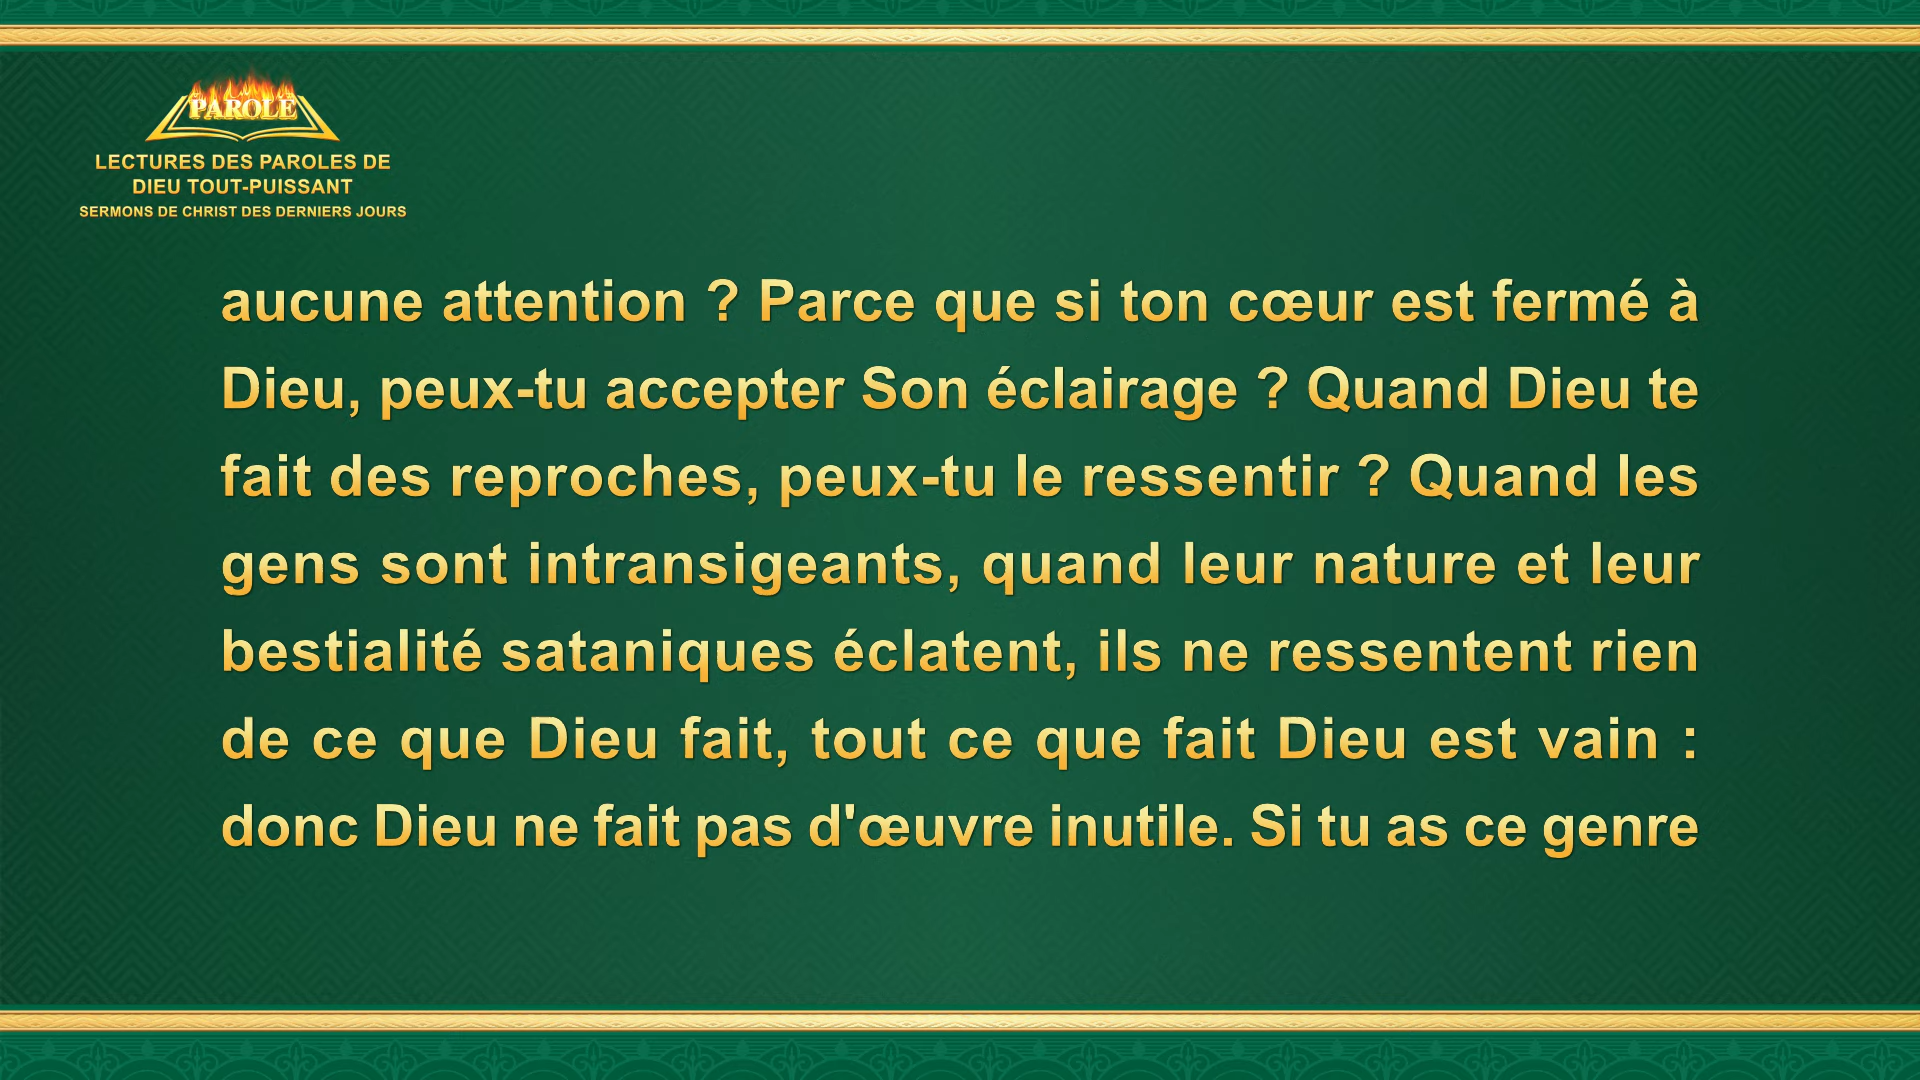 PAROLE
LECTURES DES PAROLES DE
DIEU TOUT-PUISSANT
SERMONS DE CHRIST DES DERNIERS JOURS
aucune attention ? Parce que si ton cœur est fermé à
Dieu, peux-tu accepter Son éclairage ? Quand Dieu te
fait des reproches, peux-tu le ressentir ? Quand les
gens sont intransigeants, quand leur nature et leur
bestialité sataniques éclatent, ils ne ressentent rien
de ce que Dieu fait, tout ce que fait Dieu est vain :
donc Dieu ne fait pas d'œuvre inutile. Si tu as ce genre